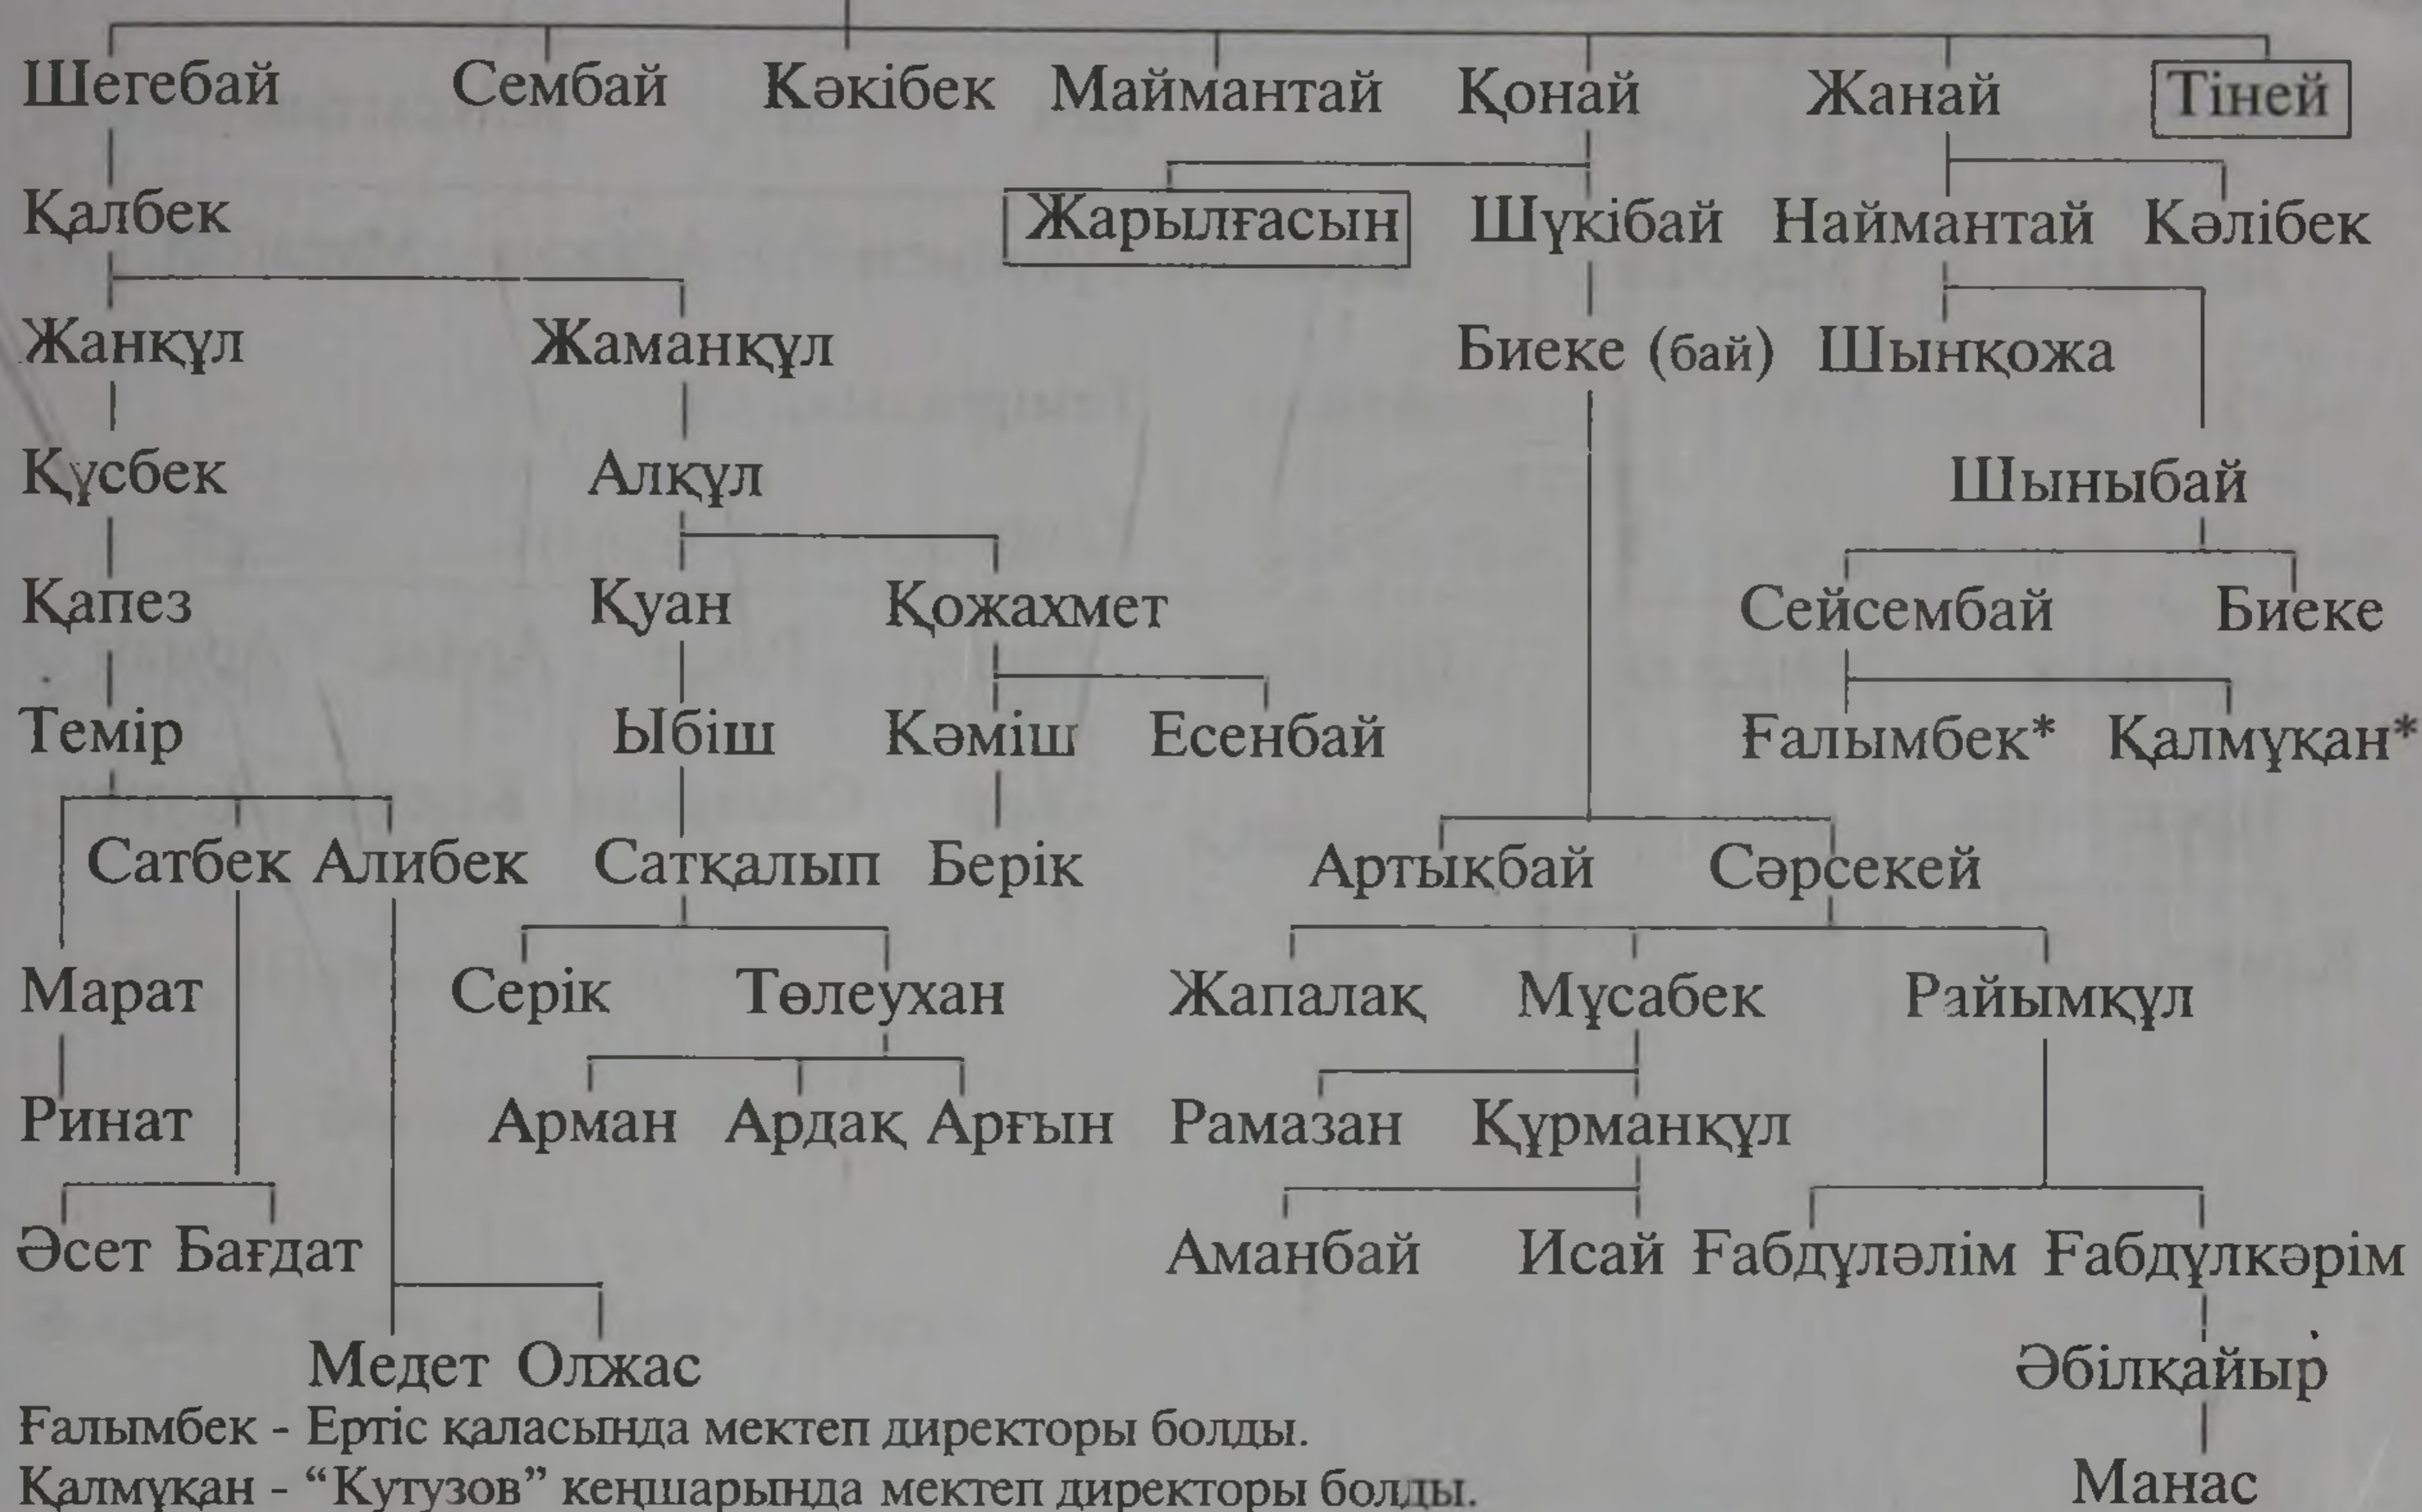 Шегебай Сембай Кәкібек Маймантай Қонай Жанай Тіней
Қалбек Жарылғасын Шүкібай Наймантай Кәлібек
Жанқұл Жаманқұл Биеке (бай) Шынқожа
Құсбек Алқұл Шыныбай
Қапез Қуан Қожахмет Сейсембай Биеке
Темір Ыбіш Кәміш Есенбай Ғалымбек* Қалмұқан*
Сатбек Алибек Сатқалып Берік Артықбай Сәрсекей
Марат Серік Төлеухан Жапалақ Мұсабек Райымқұл
Ринат Арман Ардақ Арғын Рамазан Құрманқұл
Әсет Бағдат Аманбай Исай Ғабдұләлім Ғабдұлкәрім
Медет Олжас Әбілқайыр
Ғалымбек - Ертіс қаласында мектеп директоры болды.
Қалмұқан - “Кутузов” кеңшарында мектеп директоры болды. Манас